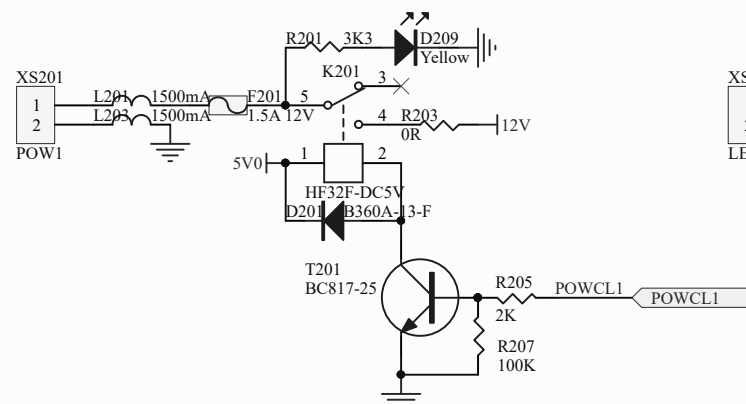 R201 3K3
D209
Yellow
K201
3
XS201
L201 1500mA F201 5
1
L203 1500mA 1.5A 12V
2
POW1
4 R203
0R
12V
XS
LE
5V0
1 2
HF32F-DC5V
D201 B360A-13-F
T201
BC817-25
R205
2K
POWCL1
POWCL1
R207
100K